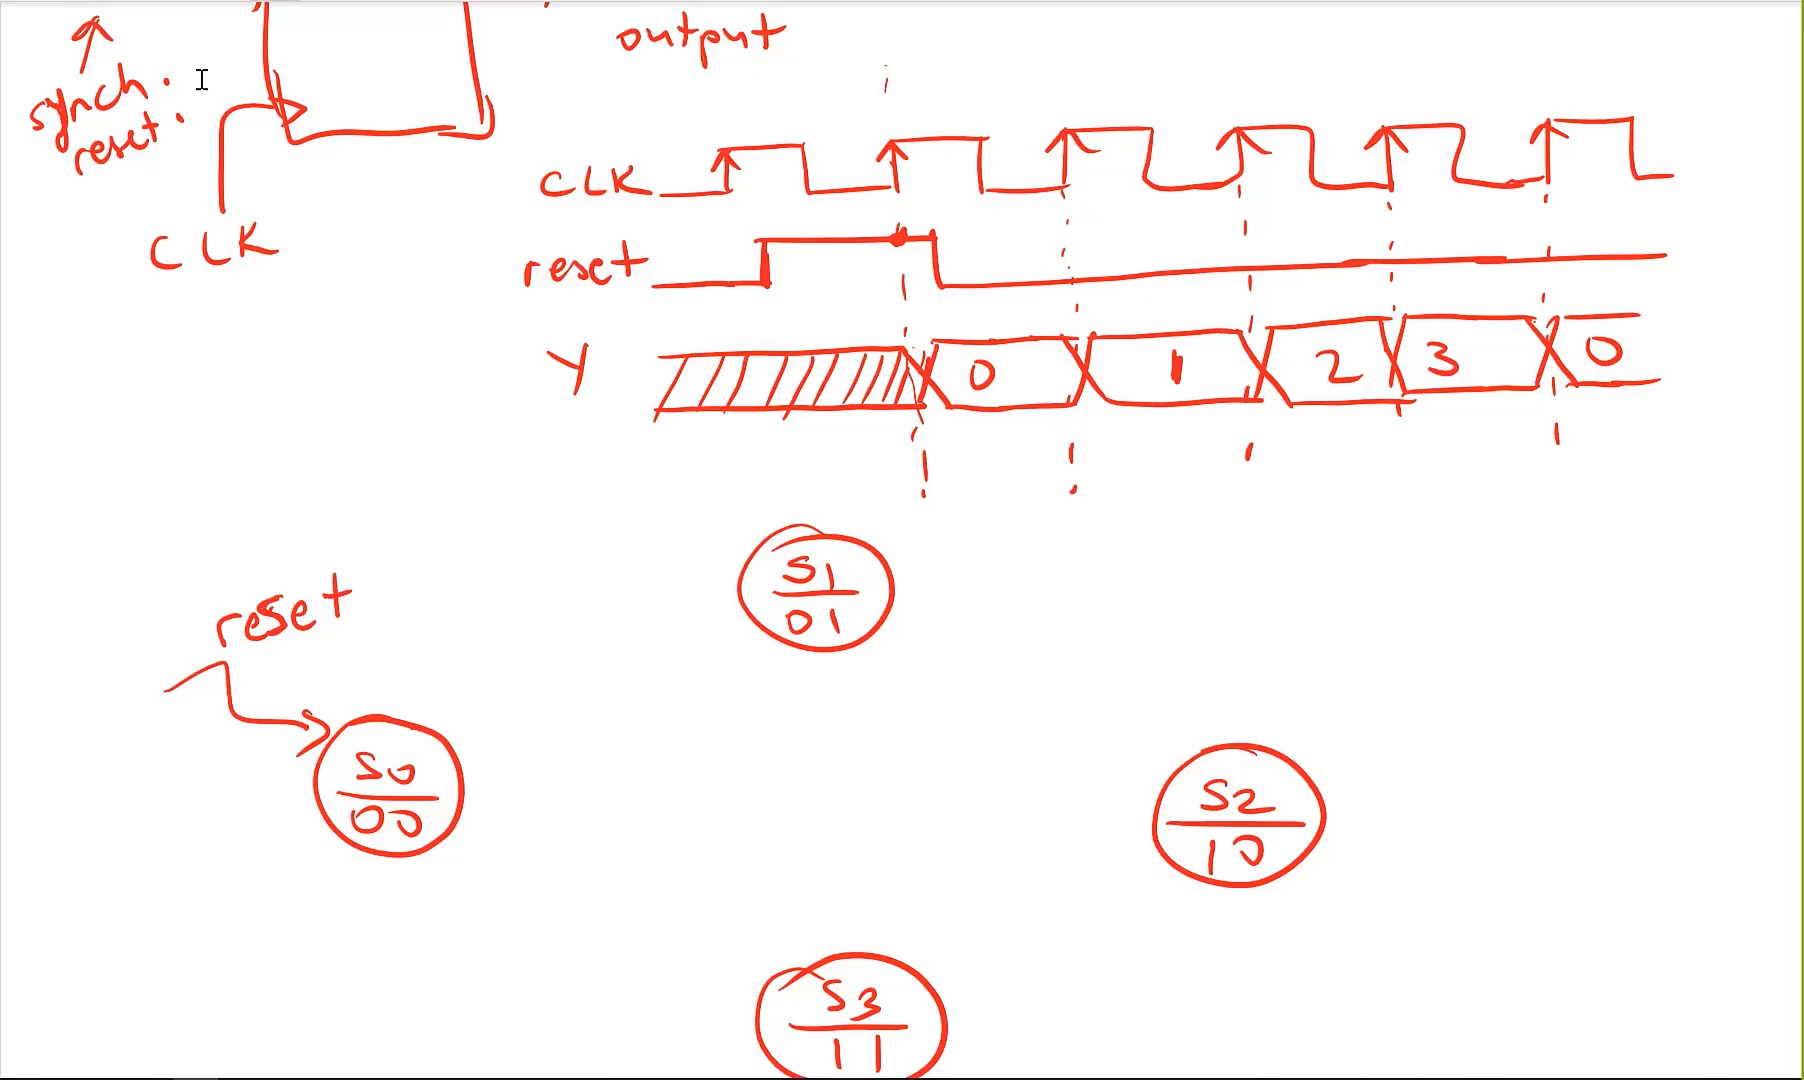 output
synch.
reset.
CLK
CLK
reset
Y 0 1 2 3 0
S1
01
reset
S0
00
S2
10
S3
11